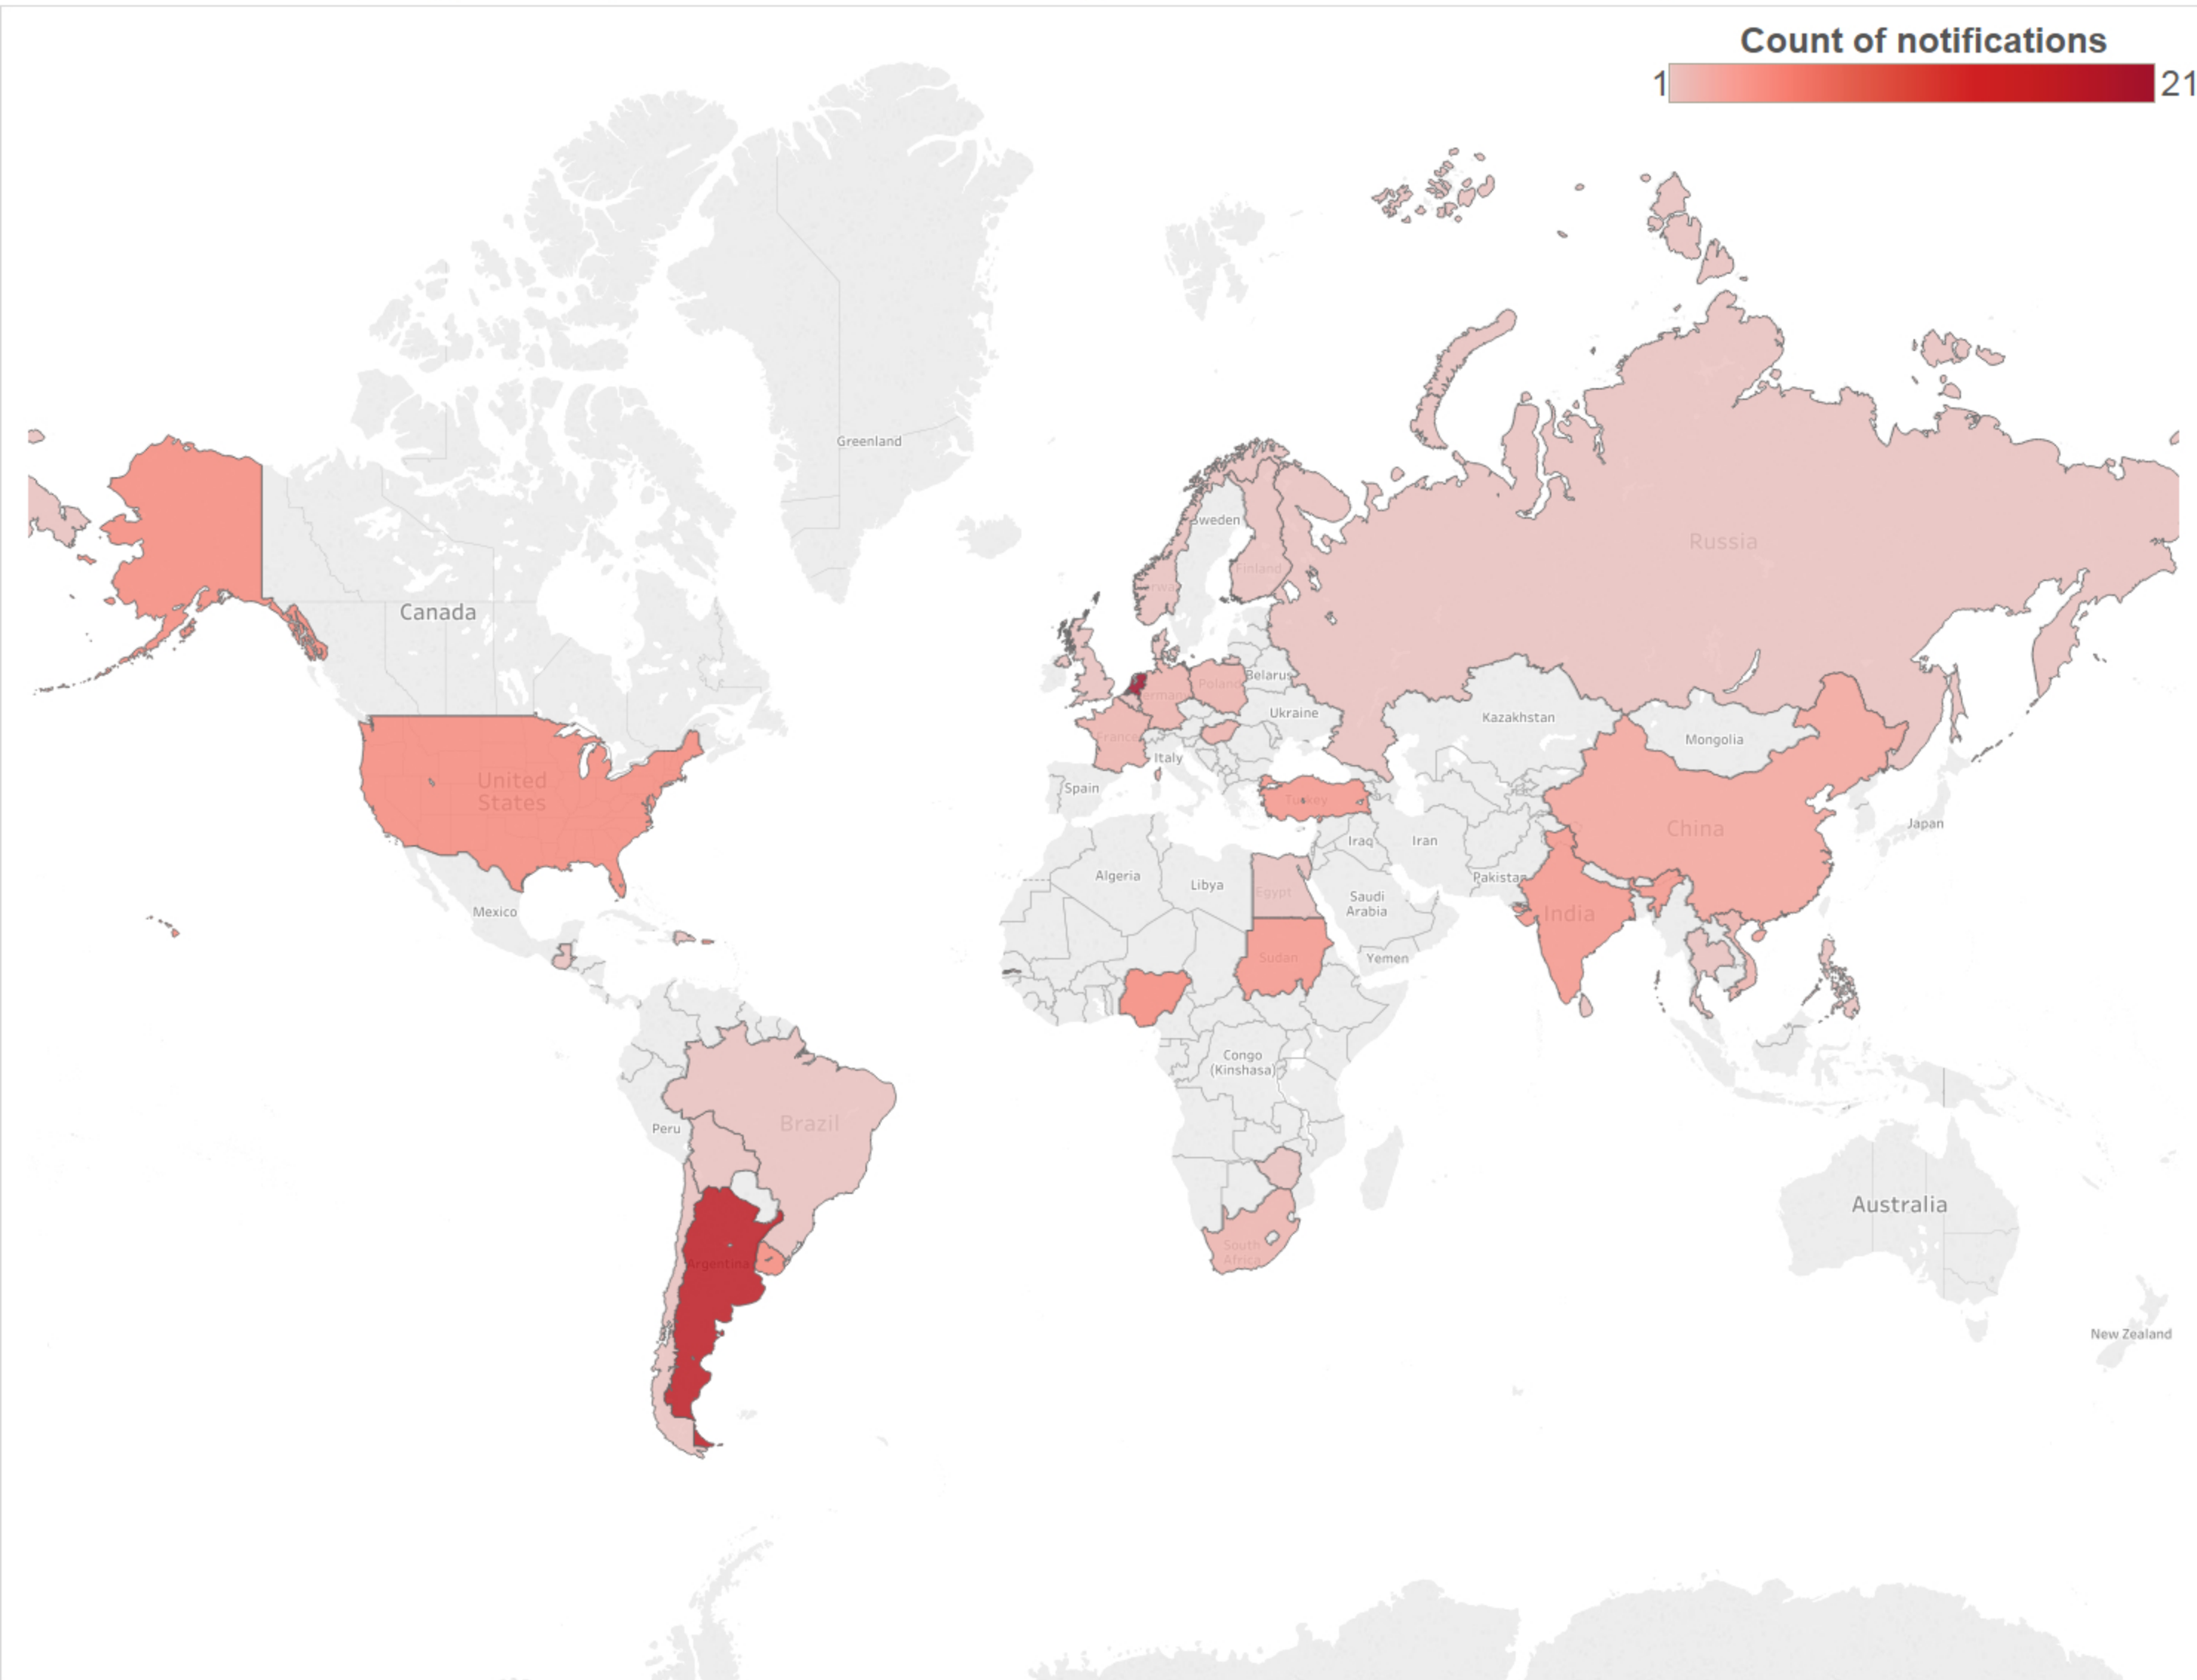 Count of notifications
1
21
Greenland
Sweden
Finland
Russia
Canada
Belarus
Poland
Ukraine
Kazakhstan
Mongolia
France
Italy
Spain
United
States
Turkey
China
Japan
Iraq
Iran
Algeria
Libya
Egypt
Saudi
Arabia
Pakistan
India
Mexico
Sudan
Yemen
Congo
(Kinshasa)
Brazil
Peru
Australia
South
Africa
Argentina
New Zealand